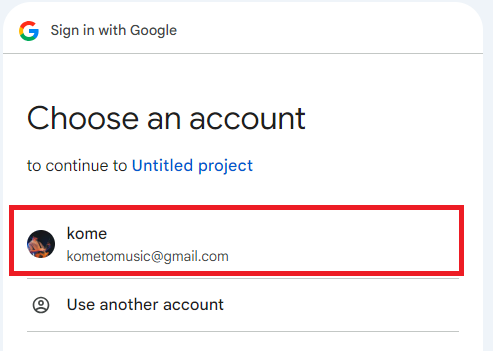 Sign in with Google
Choose an account
to continue to Untitled project
kome
kometomusic@gmail.com
Use another account